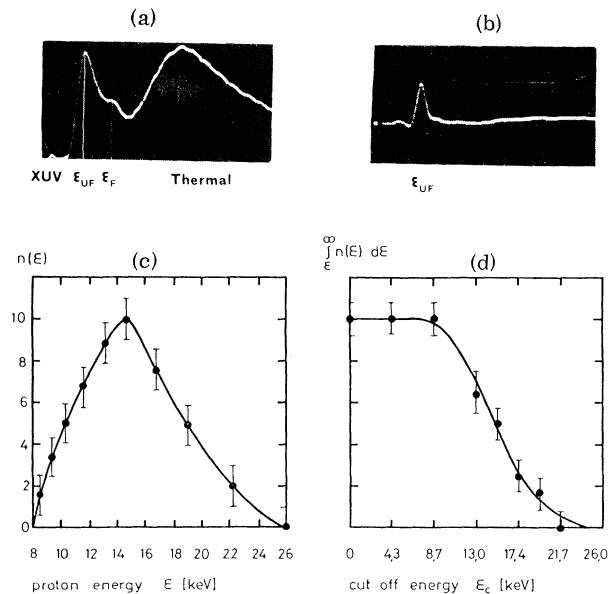 (a)
(b)
XUV ε_UF ε_F Thermal
ε_UF
n(ε)
(c)
∞
∫ n(ε) dε
ε
(d)
10
8
6
4
2
0
8 10 12 14 16 18 20 22 24 26
0 4,3 8,7 13,0 17,4 21,7 26,0
proton energy ε [keV]
cut off energy ε_c [keV]